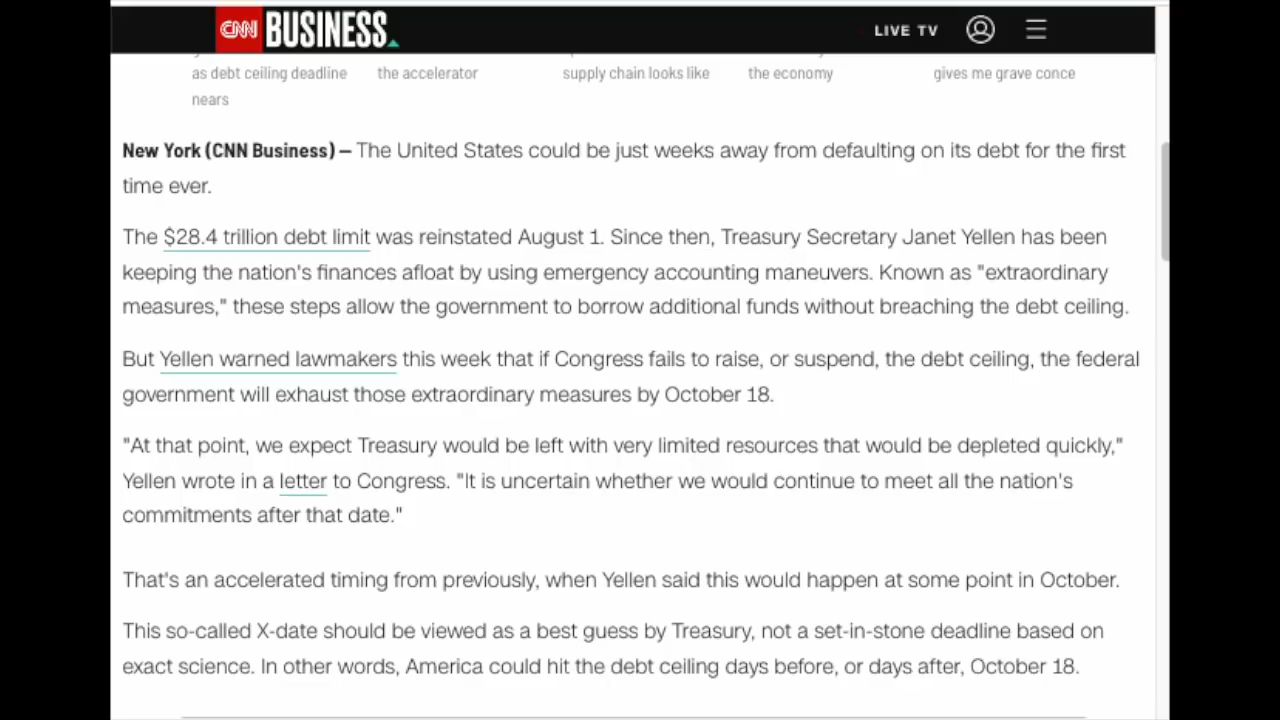 CNN BUSINESS
LIVE TV
as debt ceiling deadline
nears
the accelerator
supply chain looks like
the economy
gives me grave conce
New York (CNN Business) — The United States could be just weeks away from defaulting on its debt for the first
time ever.
The $28.4 trillion debt limit was reinstated August 1. Since then, Treasury Secretary Janet Yellen has been
keeping the nation's finances afloat by using emergency accounting maneuvers. Known as "extraordinary
measures," these steps allow the government to borrow additional funds without breaching the debt ceiling.
But Yellen warned lawmakers this week that if Congress fails to raise, or suspend, the debt ceiling, the federal
government will exhaust those extraordinary measures by October 18.
"At that point, we expect Treasury would be left with very limited resources that would be depleted quickly,"
Yellen wrote in a letter to Congress. "It is uncertain whether we would continue to meet all the nation's
commitments after that date."
That's an accelerated timing from previously, when Yellen said this would happen at some point in October.
This so-called X-date should be viewed as a best guess by Treasury, not a set-in-stone deadline based on
exact science. In other words, America could hit the debt ceiling days before, or days after, October 18.